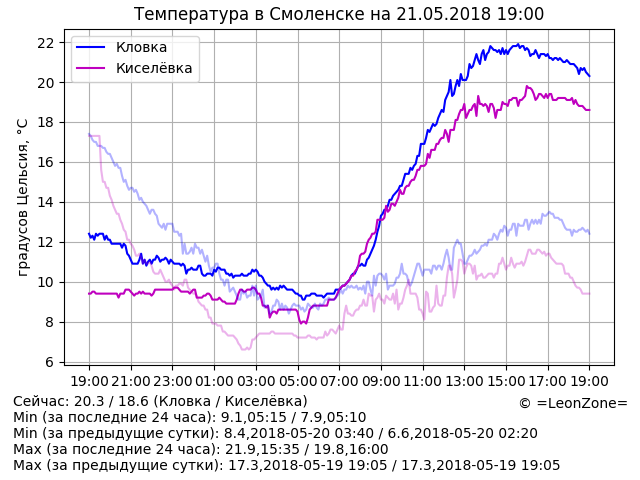 Температура в Смоленске на 21.05.2018 19:00
Кловка
Киселёвка
градусов Цельсия, °C
22
20
18
16
14
12
10
8
6
19:00 21:00 23:00 01:00 03:00 05:00 07:00 09:00 11:00 13:00 15:00 17:00 19:00
Сейчас: 20.3 / 18.6 (Кловка / Киселёвка)
© =LeonZone=
Min (за последние 24 часа): 9.1,05:15 / 7.9,05:10
Min (за предыдущие сутки): 8.4,2018-05-20 03:40 / 6.6,2018-05-20 02:20
Max (за последние 24 часа): 21.9,15:35 / 19.8,16:00
Max (за предыдущие сутки): 17.3,2018-05-19 19:05 / 17.3,2018-05-19 19:05